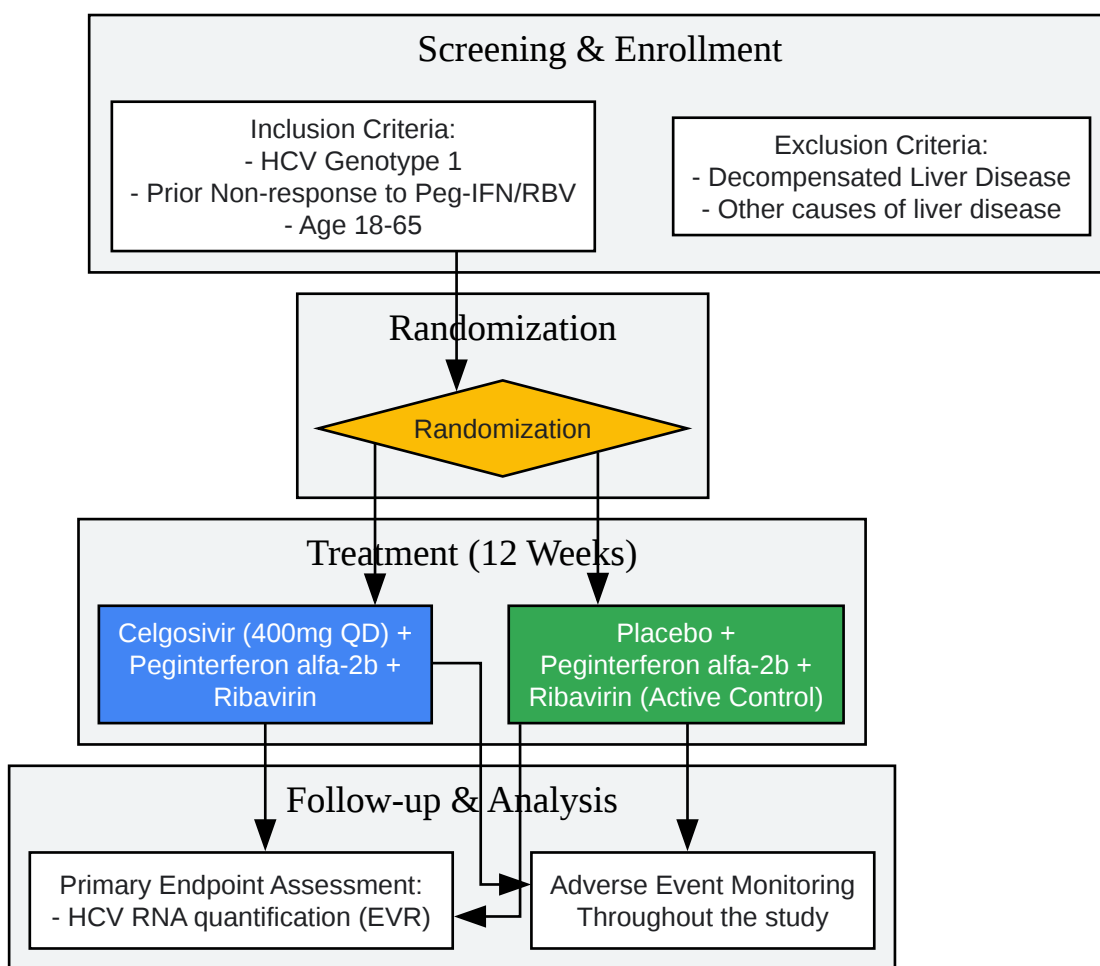 Screening & Enrollment
Inclusion Criteria:
- HCV Genotype 1
- Prior Non-response to Peg-IFN/RBV
- Age 18-65
Exclusion Criteria:
- Decompensated Liver Disease
- Other causes of liver disease
Randomization
Randomization
Treatment (12 Weeks)
Celgosivir (400mg QD) +
Peginterferon alfa-2b +
Ribavirin
Placebo +
Peginterferon alfa-2b +
Ribavirin (Active Control)
Follow-up & Analysis
Primary Endpoint Assessment:
- HCV RNA quantification (EVR)
Adverse Event Monitoring
Throughout the study